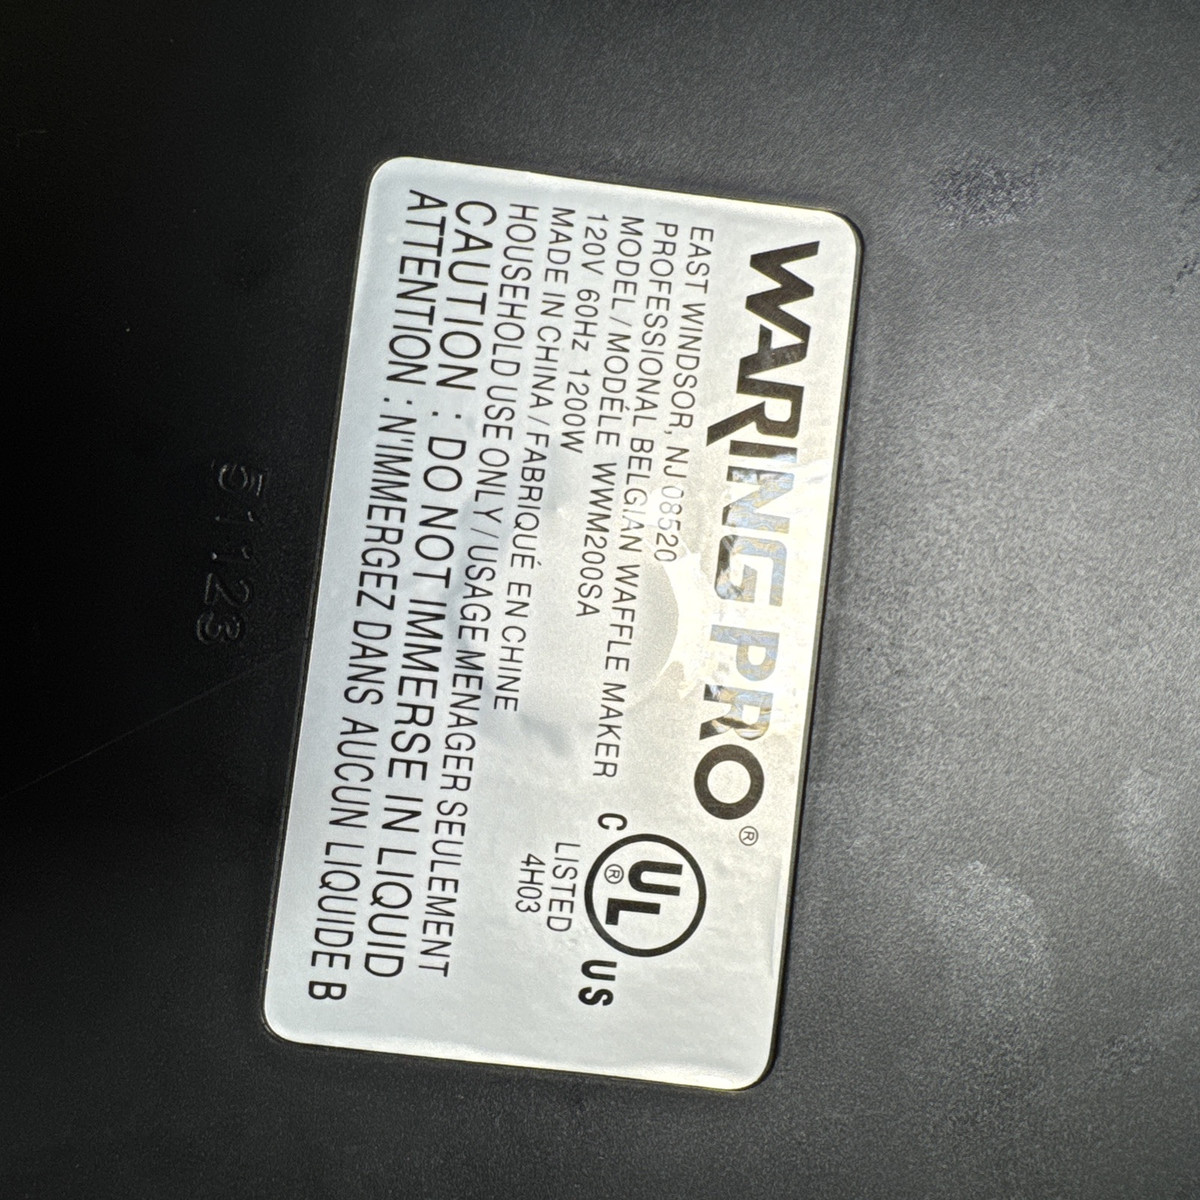 WARING PRO®
EAST WINDSOR, NJ 08520
PROFESSIONAL BELGIAN WAFFLE MAKER
MODEL / MODÉLE WWM200SA
120V 60Hz 1200W
MADE IN CHINA / FABRIQUÉ EN CHINE
HOUSEHOLD USE ONLY / USAGE MENAGER SEULEMENT
CAUTION : DO NOT IMMERSE IN LIQUID
ATTENTION : N'IMMERGEZ DANS AUCUN LIQUIDE B
C UL® US
LISTED
4H03
51123